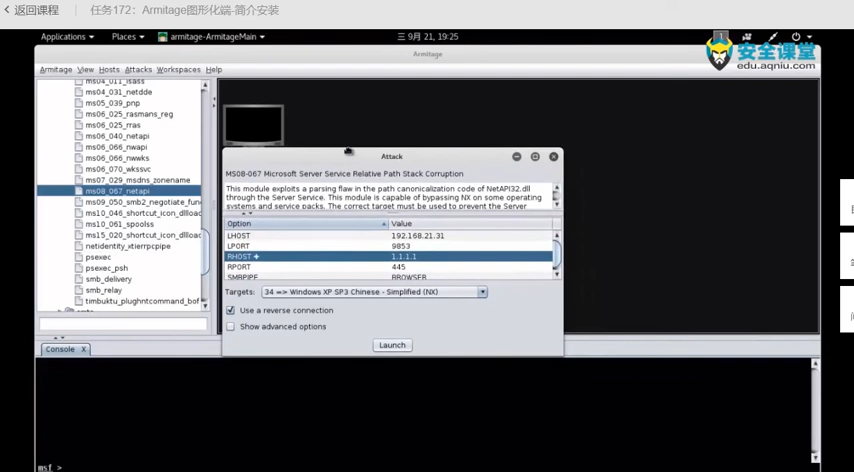 返回课程
任务172：Armitage图形化端-简介安装
Applications Places armitage-ArmitageMain 三 9月 21, 19:25 1
安全课堂
edu.aqniu.com
Armitage
Armitage View Hosts Attacks Workspaces Help
ms04_011_lsass
ms04_031_netdde
ms05_039_pnp
ms06_025_rasmans_reg
ms06_025_rras
ms06_040_netapi
ms06_066_nwapi
ms06_066_nwwks
ms06_070_wkssvc
ms07_029_msdns_zonename
ms08_067_netapi
ms09_050_smb2_negotiate_func
ms10_046_shortcut_icon_dllloa
ms10_061_spoolss
ms15_020_shortcut_icon_dllloa
netidentity_xtierrpcpipe
psexec
psexec_psh
smb_delivery
smb_relay
timbuktu_plughntcommand_bof
Attack
MS08-067 Microsoft Server Service Relative Path Stack Corruption
This module exploits a parsing flaw in the path canonicalization code of NetAPI32.dll
through the Server Service. This module is capable of bypassing NX on some operating
systems and service packs. The correct target must be used to prevent the Server
Option Value
LHOST 192.168.21.31
LPORT 9853
RHOST + 1.1.1.1
RPORT 445
SMBPIPE BROWSER
Targets: 34 => Windows XP SP3 Chinese - Simplified (NX)
Use a reverse connection
Show advanced options
Launch
Console X
msf >